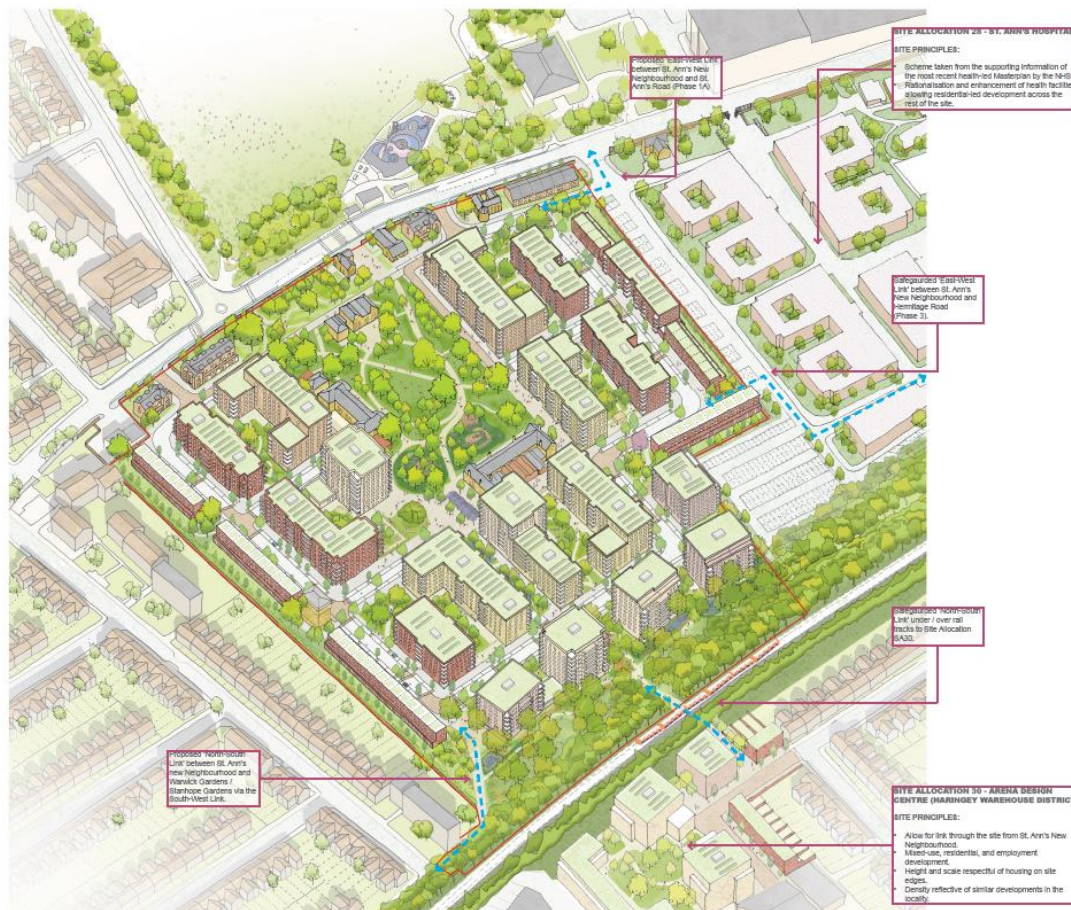 SITE ALLOCATION 28 - ST. ANN'S HOSPITAL
SITE PRINCIPLES:
Scheme taken from the supporting information of
the most recent health-led Masterplan by the NHS
Rationalisation and enhancement of health facilitie
allowing residential-led development across the
rest of the site.
Proposed 'East-West Link'
between St. Ann's New
Neighbourhood and St.
Ann's Road (Phase 1A)
Safegaurded 'East-West
Link' between St. Ann's
New Neighbourhood and
Hermitage Road
(Phase 3).
Safegaurded 'North-South
Link' under / over rail
tracks to Site Allocation
SA30.
Proposed 'North-South
Link' between St. Ann's
new Neighbourhood and
Warwick Gardens /
Stanhope Gardens via the
South-West Link.
SITE ALLOCATION 30 - ARENA DESIGN
CENTRE (HARINGEY WAREHOUSE DISTRIC
SITE PRINCIPLES:
Allow for link through the site from St. Ann's New
Neighbourhood.
Mixed-use, residential, and employment
development.
Height and scale respectful of housing on site
edges.
Density reflective of similar developments in the
locality.